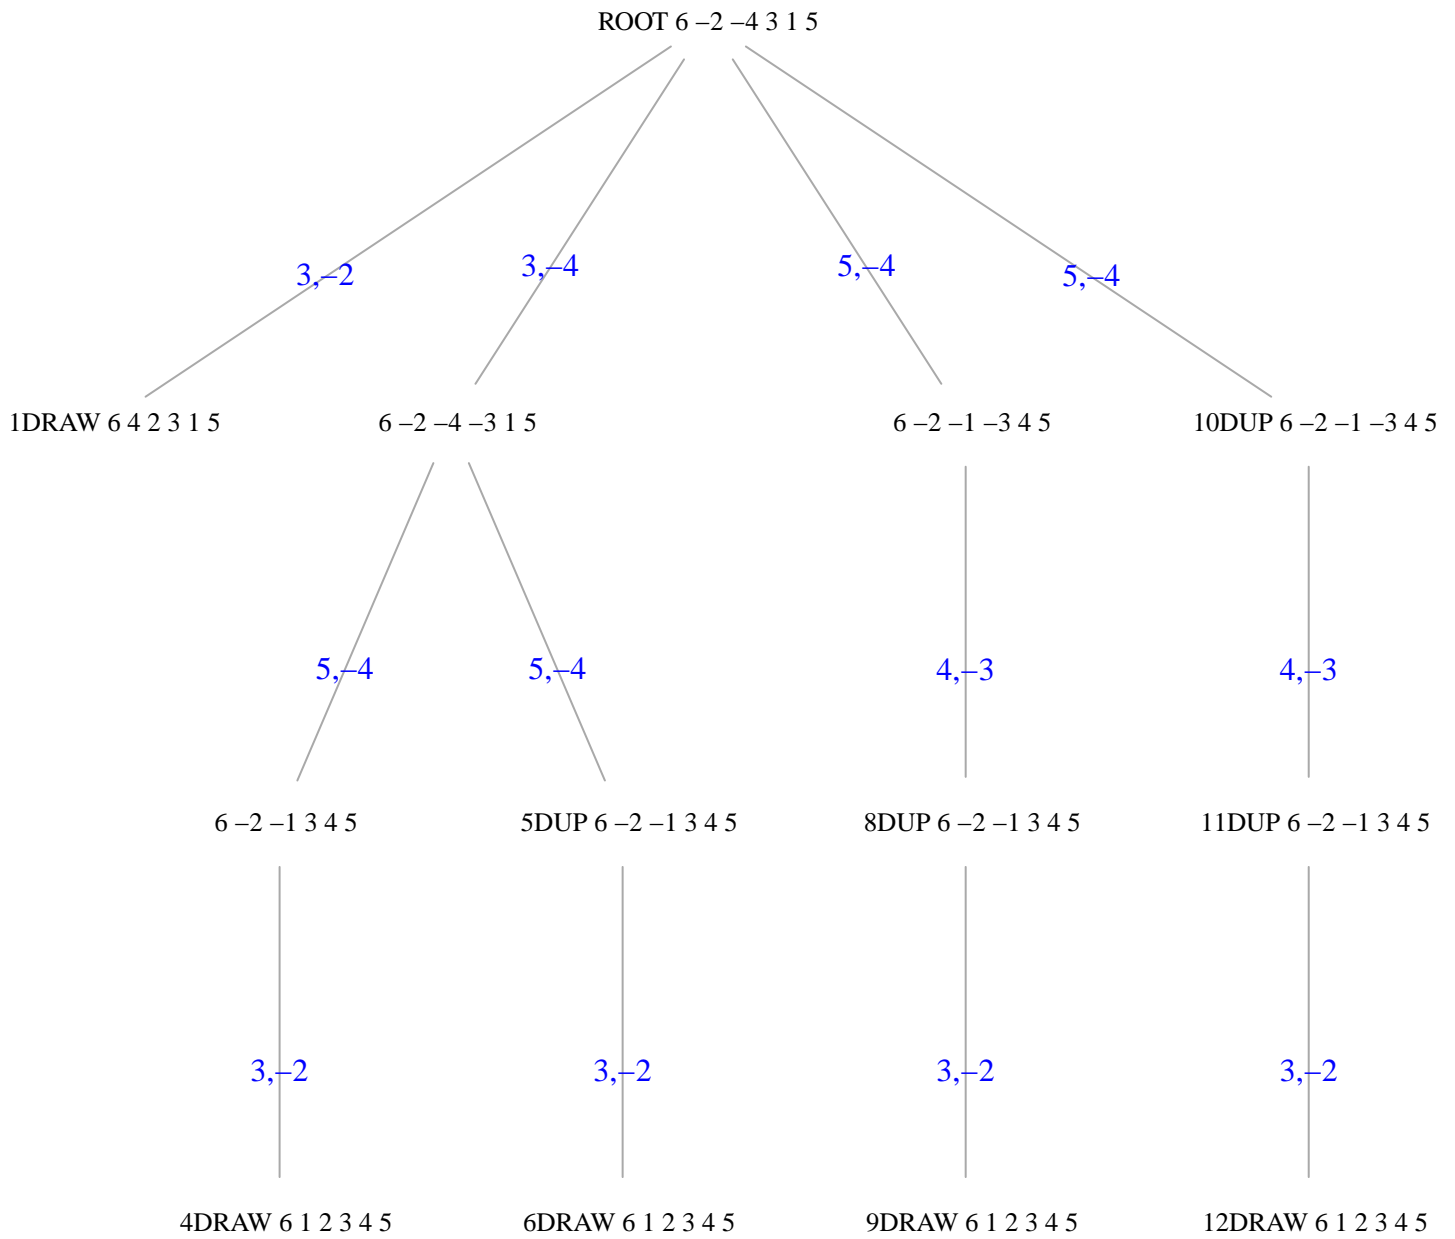 ROOT 6 –2 –4 3 1 5
3,–2
3,–4
5,–4
5,–4
1DRAW 6 4 2 3 1 5
6 –2 –4 –3 1 5
6 –2 –1 –3 4 5
10DUP 6 –2 –1 –3 4 5
5,–4
5,–4
4,–3
4,–3
6 –2 –1 3 4 5
5DUP 6 –2 –1 3 4 5
8DUP 6 –2 –1 3 4 5
11DUP 6 –2 –1 3 4 5
3,–2
3,–2
3,–2
3,–2
4DRAW 6 1 2 3 4 5
6DRAW 6 1 2 3 4 5
9DRAW 6 1 2 3 4 5
12DRAW 6 1 2 3 4 5